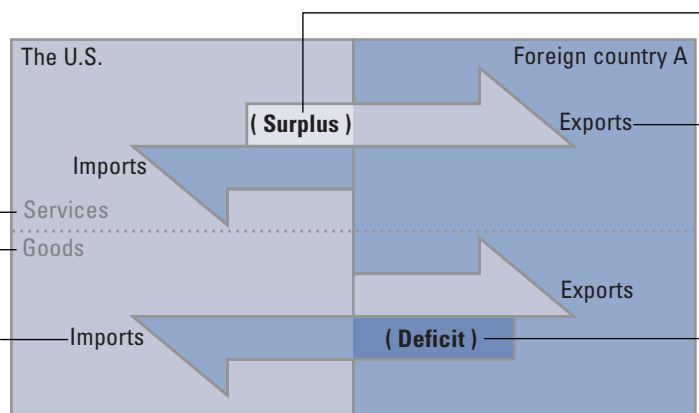 The U.S.
Foreign country A
( Surplus )
Exports
Imports
Services
Goods
Exports
Imports
( Deficit )